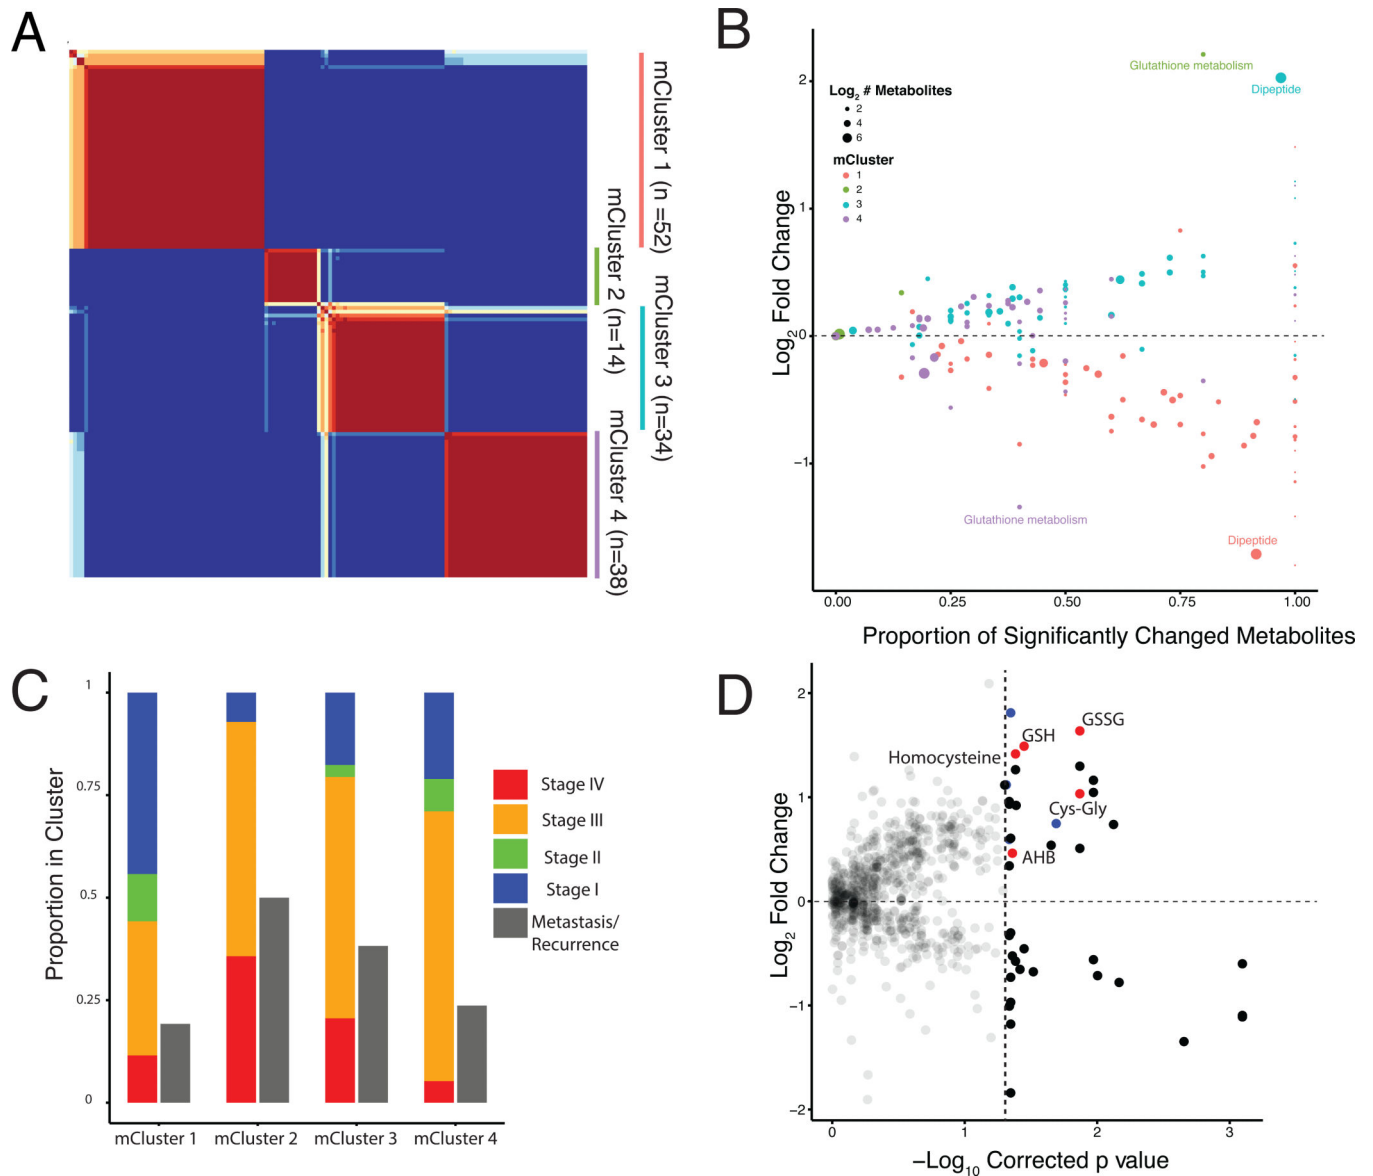 A
mCluster 1 (n =52)
mCluster 2 (n=14)
mCluster 3 (n=34)
mCluster 4 (n=38)
B
Log2 Fold Change
2
1
0
−1
Log2 # Metabolites
2
4
6
mCluster
1
2
3
4
Glutathione metabolism
Dipeptide
Glutathione metabolism
Dipeptide
0.00
0.25
0.50
0.75
1.00
Proportion of Significantly Changed Metabolites
C
Proportion in Cluster
1
0.75
0.5
0.25
0
mCluster 1
mCluster 2
mCluster 3
mCluster 4
Stage IV
Stage III
Stage II
Stage I
Metastasis/
Recurrence
D
Log2 Fold Change
2
1
0
−1
−2
GSSG
GSH
Homocysteine
Cys-Gly
AHB
0
1
2
3
−Log10 Corrected p value